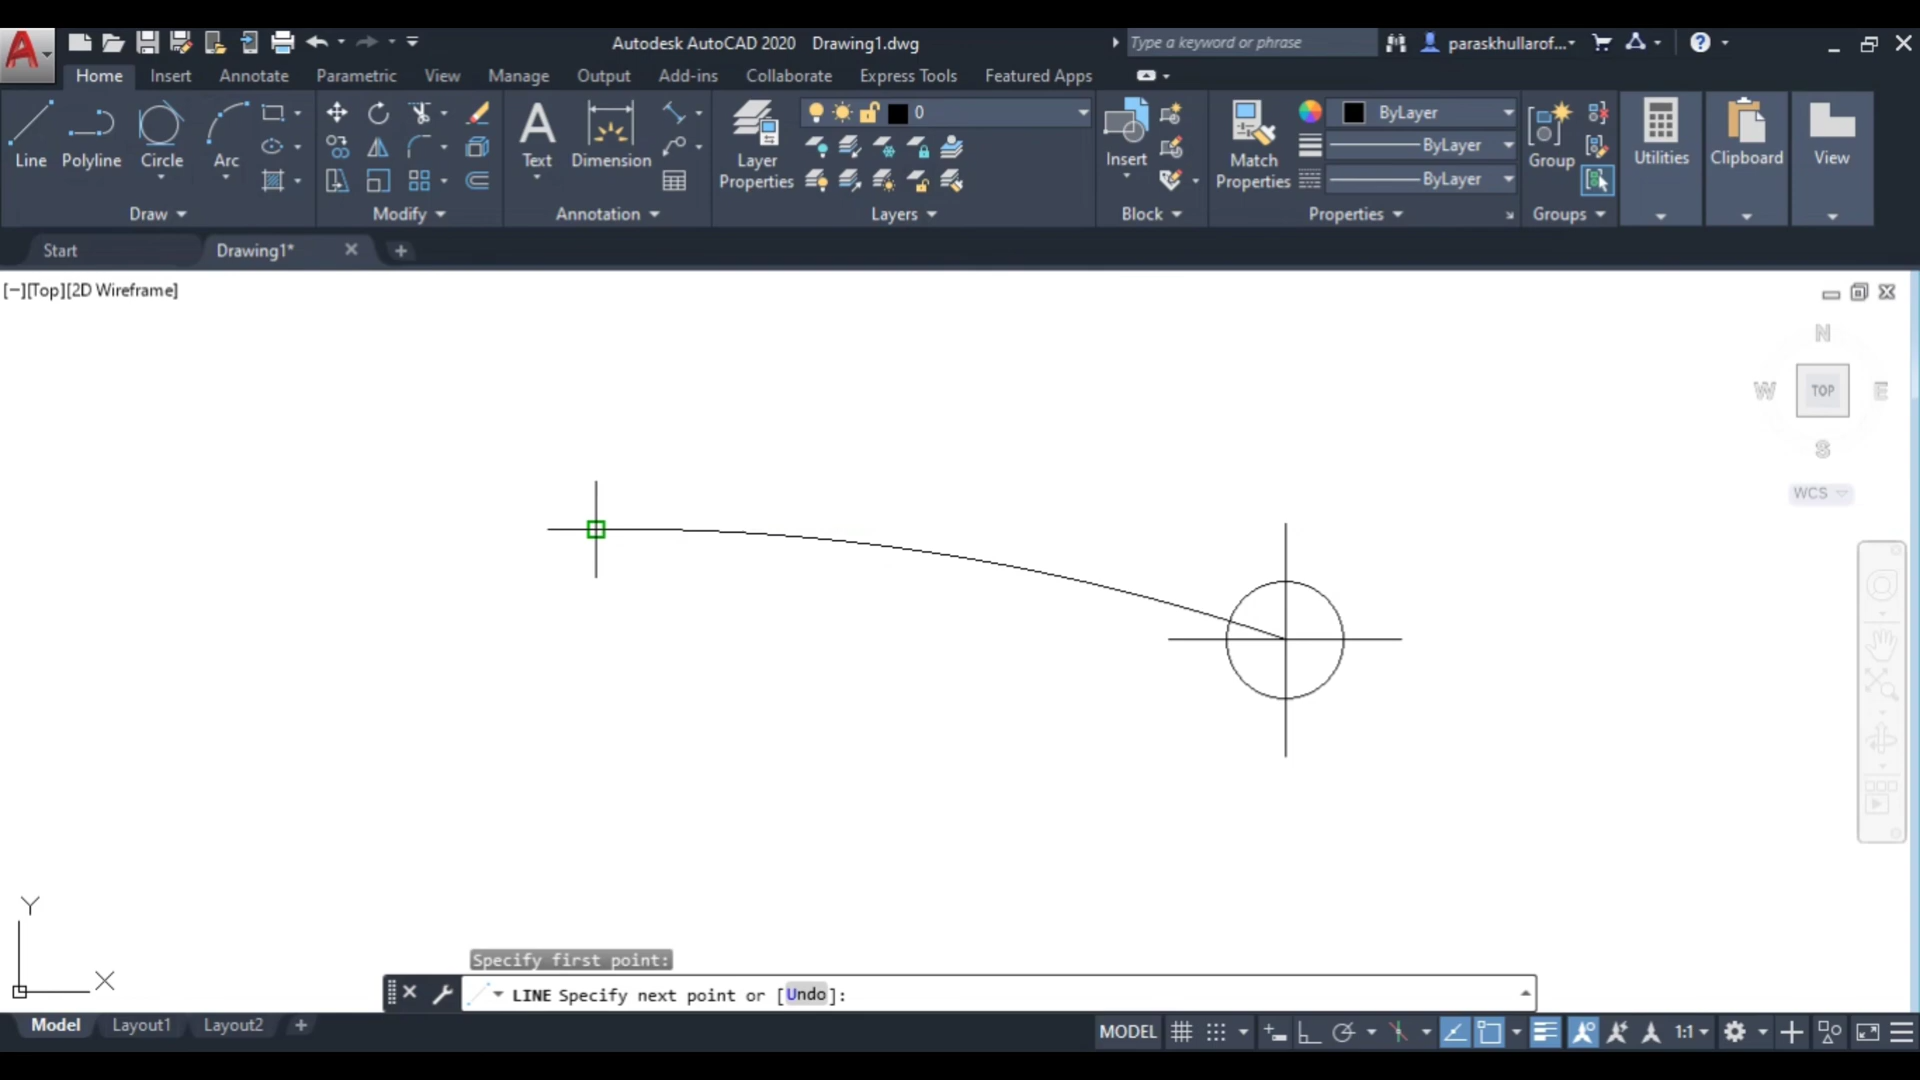 Autodesk AutoCAD 2020 Drawing1.dwg
Type a keyword or phrase
paraskhullarof...
Home Insert Annotate Parametric View Manage Output Add-ins Collaborate Express Tools Featured Apps
Line Polyline Circle Arc
Draw
Modify
Text Dimension
Annotation
Layer Properties
0
Layers
Insert
Block
Match Properties
ByLayer
ByLayer
ByLayer
Properties
Group
Groups
Utilities
Clipboard
View
Start
Drawing1*
[−][Top][2D Wireframe]
N
W TOP E
S
WCS
Y
X
Specify first point:
LINE Specify next point or [Undo]:
Model Layout1 Layout2
MODEL
1:1